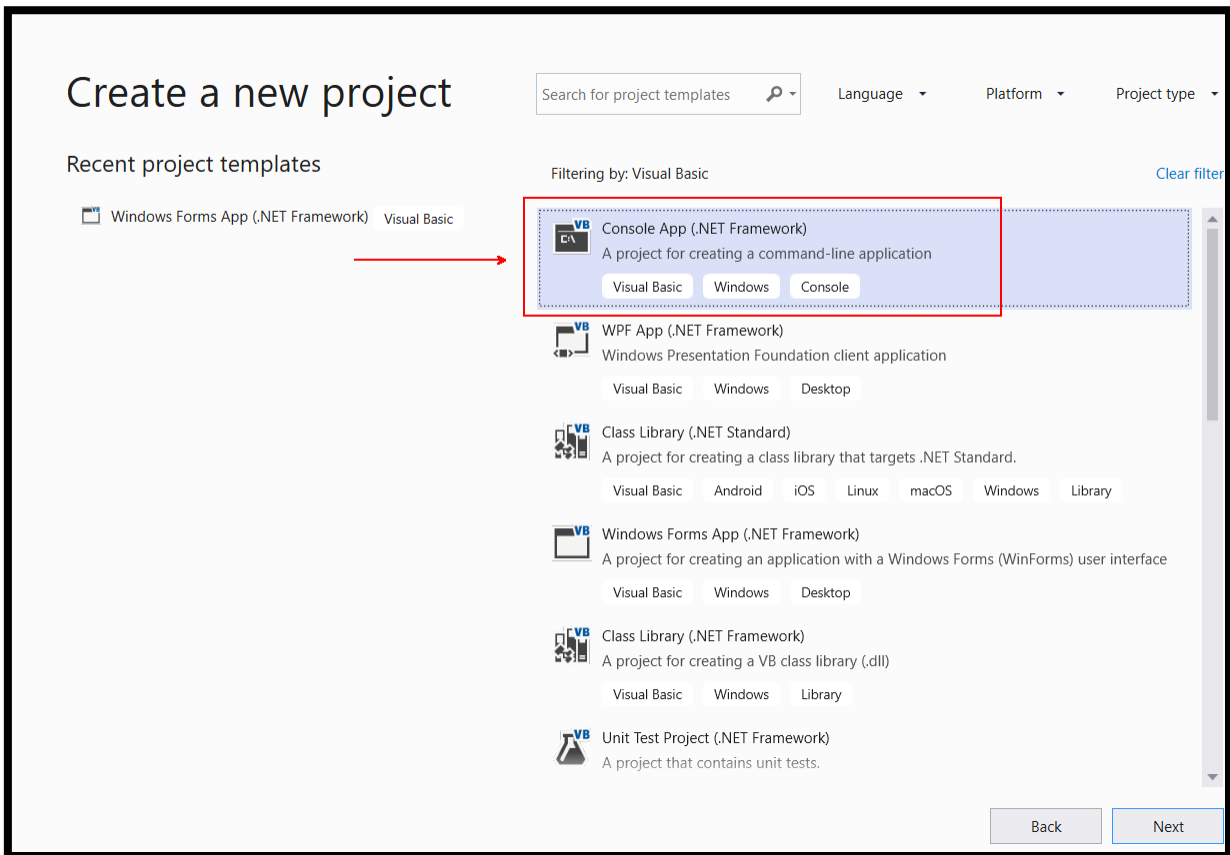 Create a new project
Search for project templates
Language
Platform
Project type
Recent project templates
Windows Forms App (.NET Framework) Visual Basic
Filtering by: Visual Basic
Clear filter
VB
C:\
Console App (.NET Framework)
A project for creating a command-line application
Visual Basic Windows Console
VB
WPF App (.NET Framework)
Windows Presentation Foundation client application
Visual Basic Windows Desktop
VB
Class Library (.NET Standard)
A project for creating a class library that targets .NET Standard.
Visual Basic Android iOS Linux macOS Windows Library
VB
Windows Forms App (.NET Framework)
A project for creating an application with a Windows Forms (WinForms) user interface
Visual Basic Windows Desktop
VB
Class Library (.NET Framework)
A project for creating a VB class library (.dll)
Visual Basic Windows Library
VB
Unit Test Project (.NET Framework)
A project that contains unit tests.
Back
Next